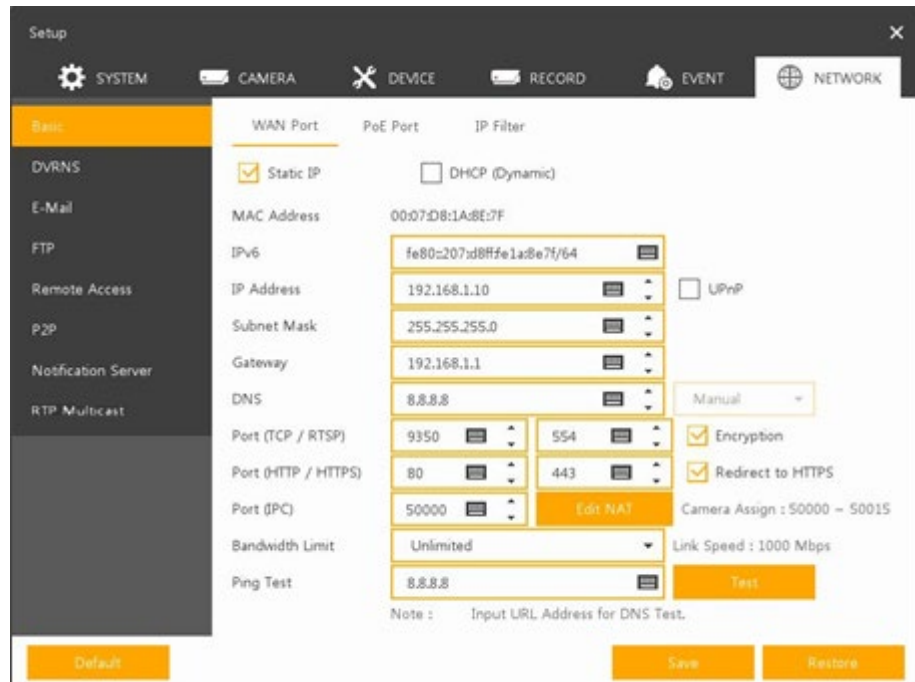 Setup
SYSTEM CAMERA DEVICE RECORD EVENT NETWORK
Basic
DVRNS
E-Mail
FTP
Remote Access
P2P
Notification Server
RTP Multicast
WAN Port PoE Port IP Filter
Static IP DHCP (Dynamic)
MAC Address 00:07:D8:1A:8E:7F
IPv6 fe80::207:d8ff:fe1a:8e7f/64
IP Address 192.168.1.10 UPnP
Subnet Mask 255.255.255.0
Gateway 192.168.1.1
DNS 8.8.8.8 Manual
Port (TCP / RTSP) 9350 554 Encryption
Port (HTTP / HTTPS) 80 443 Redirect to HTTPS
Port (IPC) 50000 Edit NAT Camera Assign : 50000 ~ 50015
Bandwidth Limit Unlimited Link Speed : 1000 Mbps
Ping Test 8.8.8.8 Test
Note : Input URL Address for DNS Test.
Default Save Restore